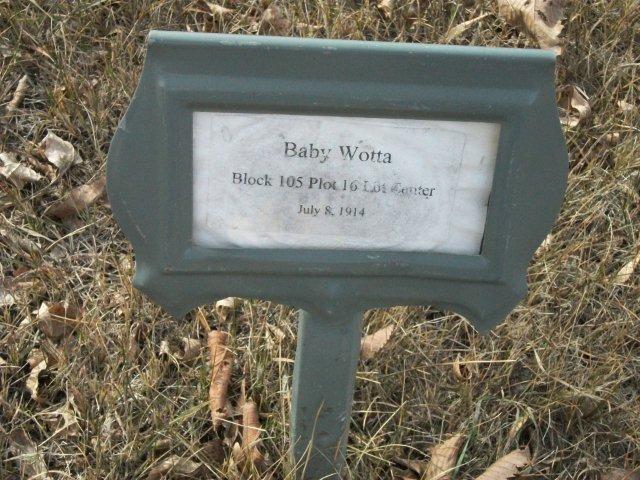 Baby Wotta
Block 105 Plot 16 Lot Center
July 8, 1914